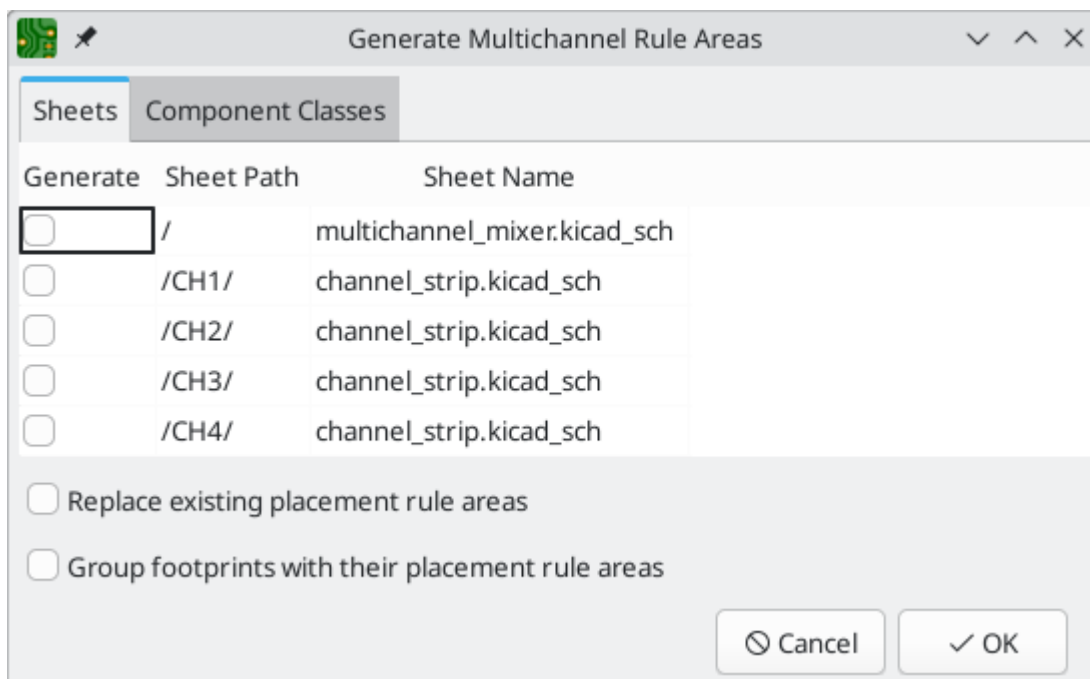 Generate Multichannel Rule Areas
Sheets Component Classes
Generate Sheet Path Sheet Name
/ multichannel_mixer.kicad_sch
/CH1/ channel_strip.kicad_sch
/CH2/ channel_strip.kicad_sch
/CH3/ channel_strip.kicad_sch
/CH4/ channel_strip.kicad_sch
Replace existing placement rule areas
Group footprints with their placement rule areas
Cancel OK